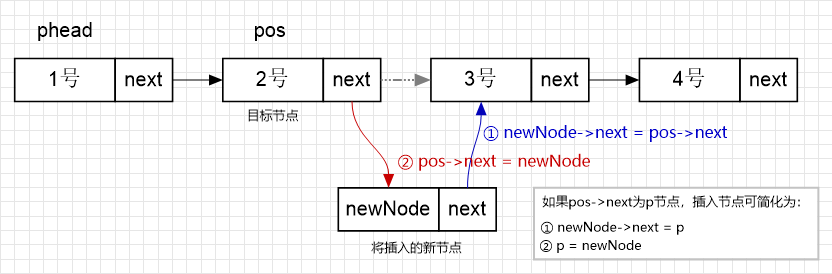 phead
pos
1号 next
2号 next
3号 next
4号 next
目标节点
① newNode->next = pos->next
② pos->next = newNode
newNode next
将插入的新节点
如果pos->next为p节点，插入节点可简化为：
① newNode->next = p
② p = newNode